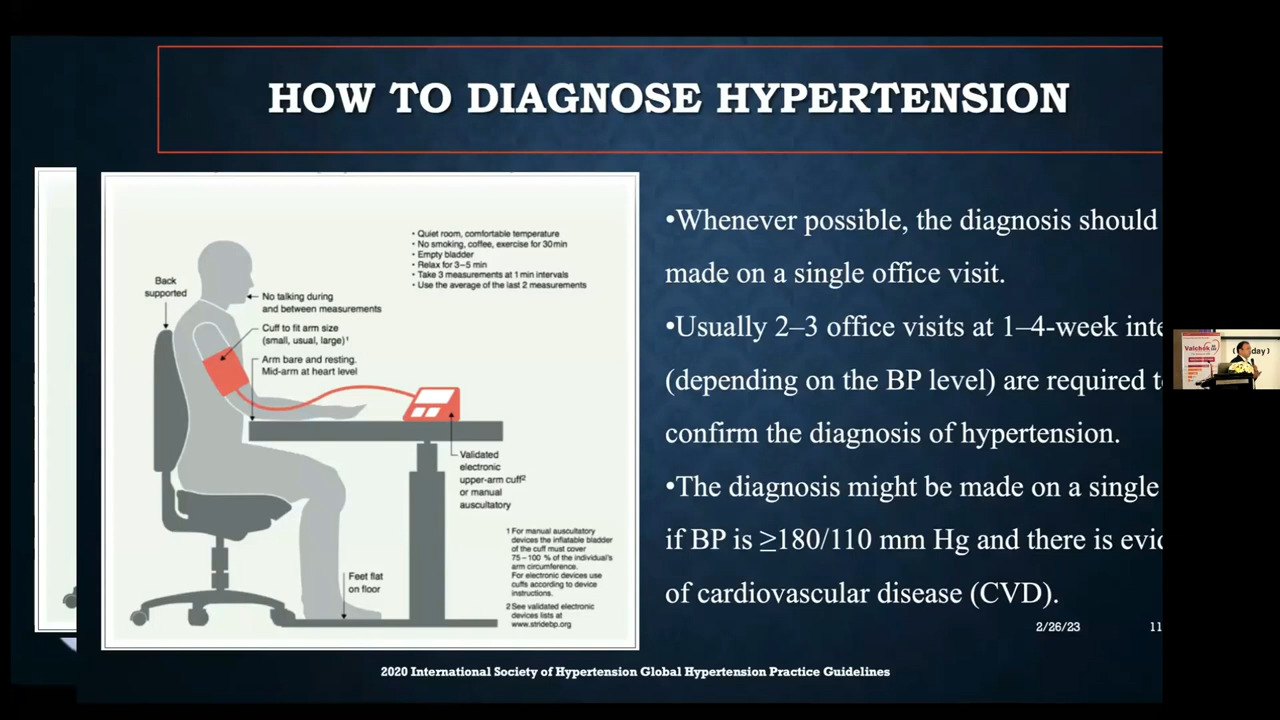 HOW TO DIAGNOSE HYPERTENSION
• Quiet room, comfortable temperature
• No smoking, coffee, exercise for 30min
• Empty bladder
• Relax for 3–5 min
• Take 3 measurements at 1 min intervals
• Use the average of the last 2 measurements
Back
supported
No talking during
and between measurements
Cuff to fit arm size
(small, usual, large)¹
Arm bare and resting.
Mid-arm at heart level
Validated
electronic
upper-arm cuff²
or manual
auscultatory
Feet flat
on floor
1 For manual auscultatory
devices the inflatable bladder
of the cuff must cover
75–100 % of the individual's
arm circumference.
For electronic devices use
cuffs according to device
instructions.
2 See validated electronic
devices lists at
www.stridebp.org
•Whenever possible, the diagnosis should
made on a single office visit.
•Usually 2–3 office visits at 1–4-week inte
(depending on the BP level) are required t
confirm the diagnosis of hypertension.
•The diagnosis might be made on a single
if BP is ≥180/110 mm Hg and there is evid
of cardiovascular disease (CVD).
2/26/23
11
2020 International Society of Hypertension Global Hypertension Practice Guidelines